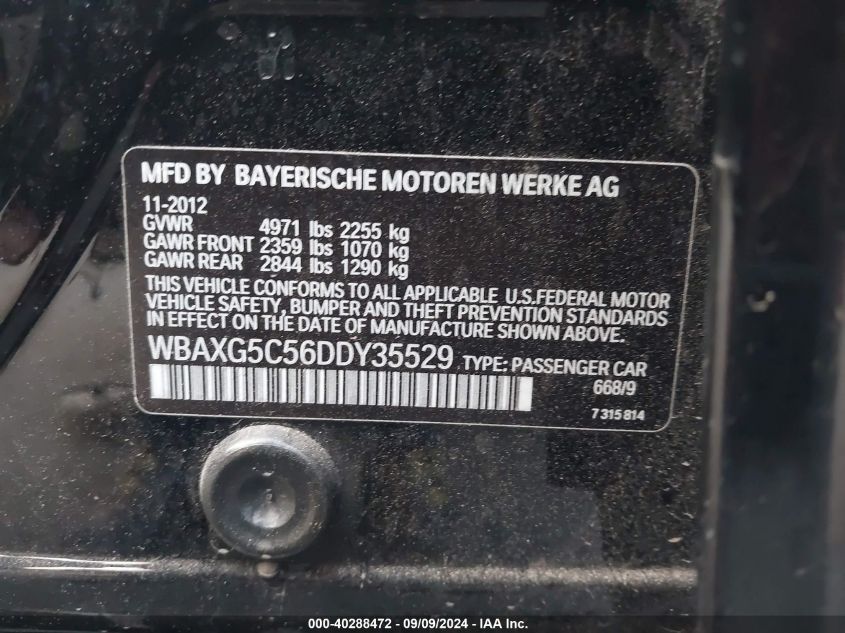 MFD BY BAYERISCHE MOTOREN WERKE AG
11-2012
GVWR 4971 lbs 2255 kg
GAWR FRONT 2359 lbs 1070 kg
GAWR REAR 2844 lbs 1290 kg
THIS VEHICLE CONFORMS TO ALL APPLICABLE U.S.FEDERAL MOTOR
VEHICLE SAFETY, BUMPER AND THEFT PREVENTION STANDARDS
IN EFFECT ON THE DATE OF MANUFACTURE SHOWN ABOVE.
WBAXG5C56DDY35529 TYPE: PASSENGER CAR
668/9
7 315 814
000-40288472 - 09/09/2024 - IAA Inc.